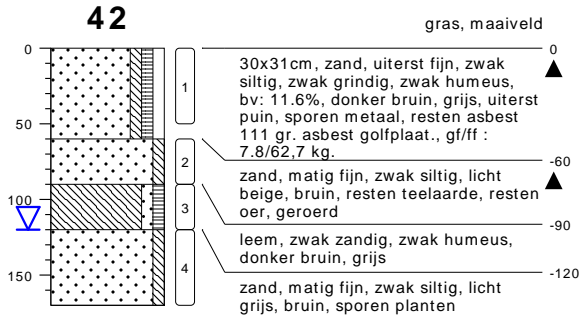 42
gras, maaiveld
0
0
30x31cm, zand, uiterst fijn, zwak
siltig, zwak grindig, zwak humeus,
bv: 11.6%, donker bruin, grijs, uiterst
puin, sporen metaal, resten asbest
111 gr. asbest golfplaat., gf/ff :
7.8/62,7 kg.
1
50
-60
zand, matig fijn, zwak siltig, licht
beige, bruin, resten teelaarde, resten
oer, geroerd
2
-90
100
3
leem, zwak zandig, zwak humeus,
donker bruin, grijs
-120
4
150
zand, matig fijn, zwak siltig, licht
grijs, bruin, sporen planten